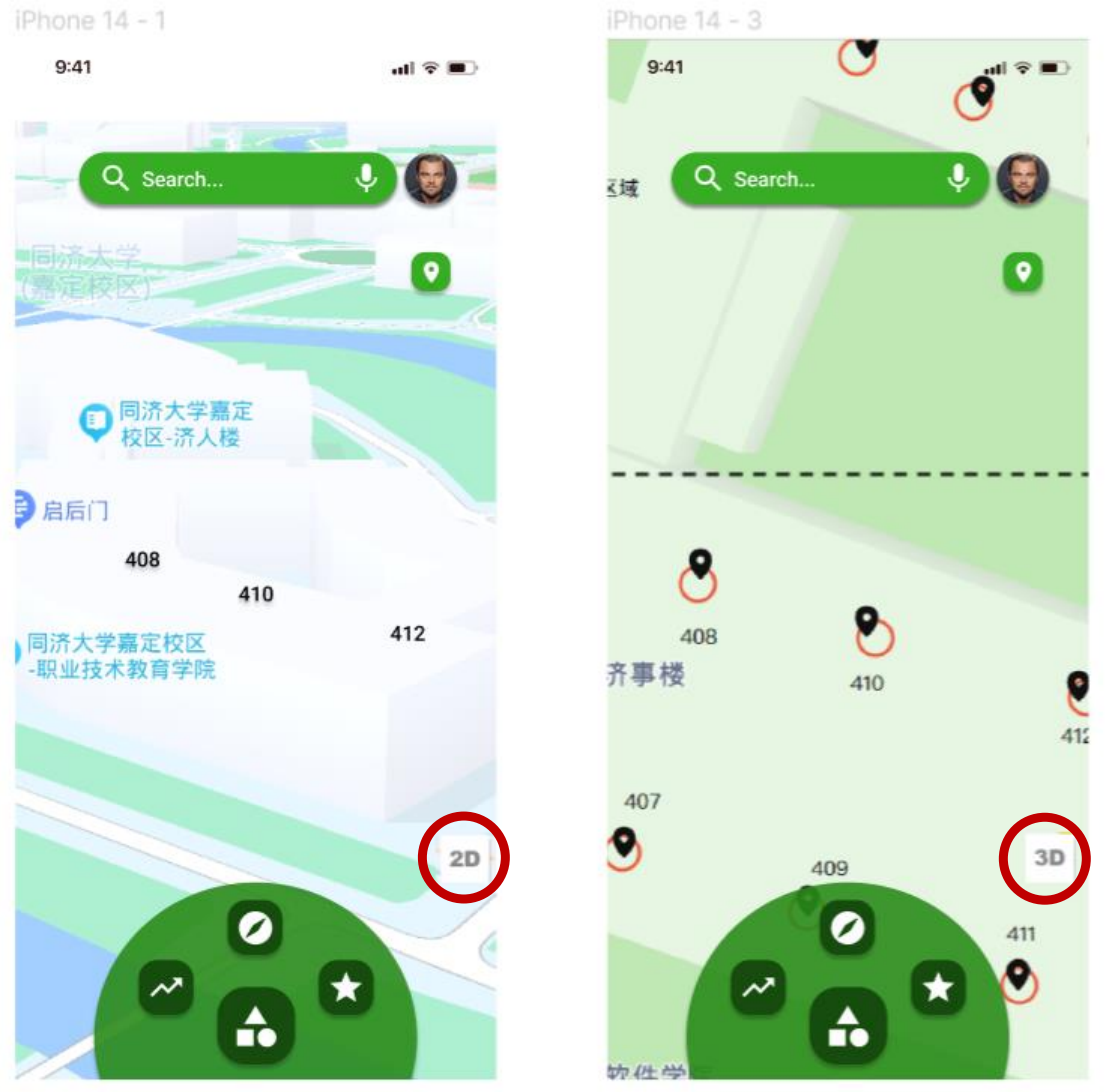 iPhone 14 - 1
9:41
Search...
同济大学
(嘉定校区)
同济大学嘉定
校区-济人楼
启后门
408
410
412
同济大学嘉定校区
-职业技术教育学院
2D
iPhone 14 - 3
9:41
区域
Search...
408
济事楼
410
412
407
3D
409
411
软件学